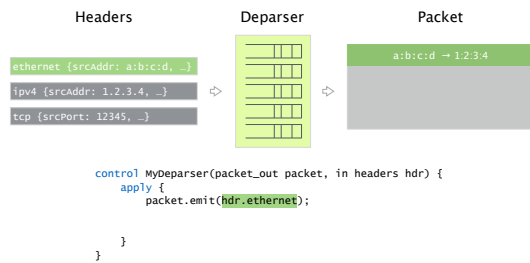 Headers
Deparser
Packet
ethernet {srcAddr: a:b:c:d, …}
ipv4 {srcAddr: 1.2.3.4, …}
tcp {srcPort: 12345, …}
a:b:c:d → 1:2:3:4
control MyDeparser(packet_out packet, in headers hdr) {
apply {
packet.emit(hdr.ethernet);
}
}